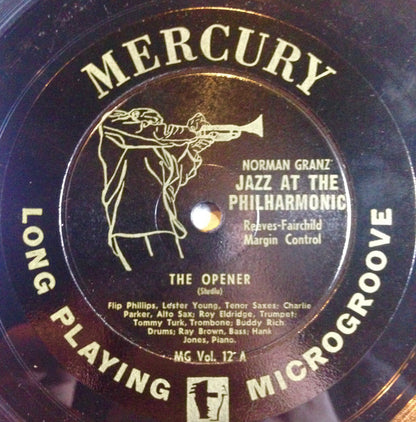 MERCURY
NORMAN GRANZ'
JAZZ AT THE
PHILHARMONIC
Reeves-Fairchild
Margin Control
THE OPENER
(Studio)
Flip Phillips, Lester Young, Tenor Saxes; Charlie
Parker, Alto Sax; Roy Eldridge, Trumpet;
Tommy Turk, Trombone; Buddy Rich
Drums; Ray Brown, Bass; Hank
Jones, Piano.
MG Vol. 12 A
LONG PLAYING MICROGROOVE